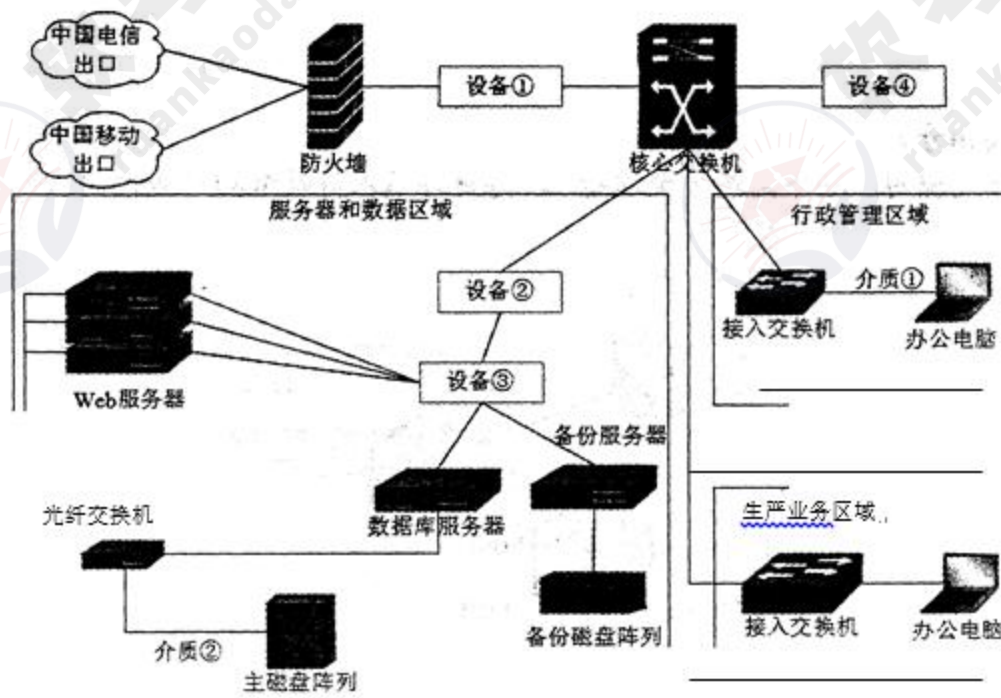 中国电信
出口
中国移动
出口
防火墙
设备①
核心交换机
设备④
服务器和数据区域
行政管理区域
设备②
介质①
接入交换机
办公电脑
设备③
Web服务器
备份服务器
光纤交换机
数据库服务器
生严业务区域
介质②
主磁盘阵列
备份磁盘阵列
接入交换机
办公电脑
ruankaoda
ruanka